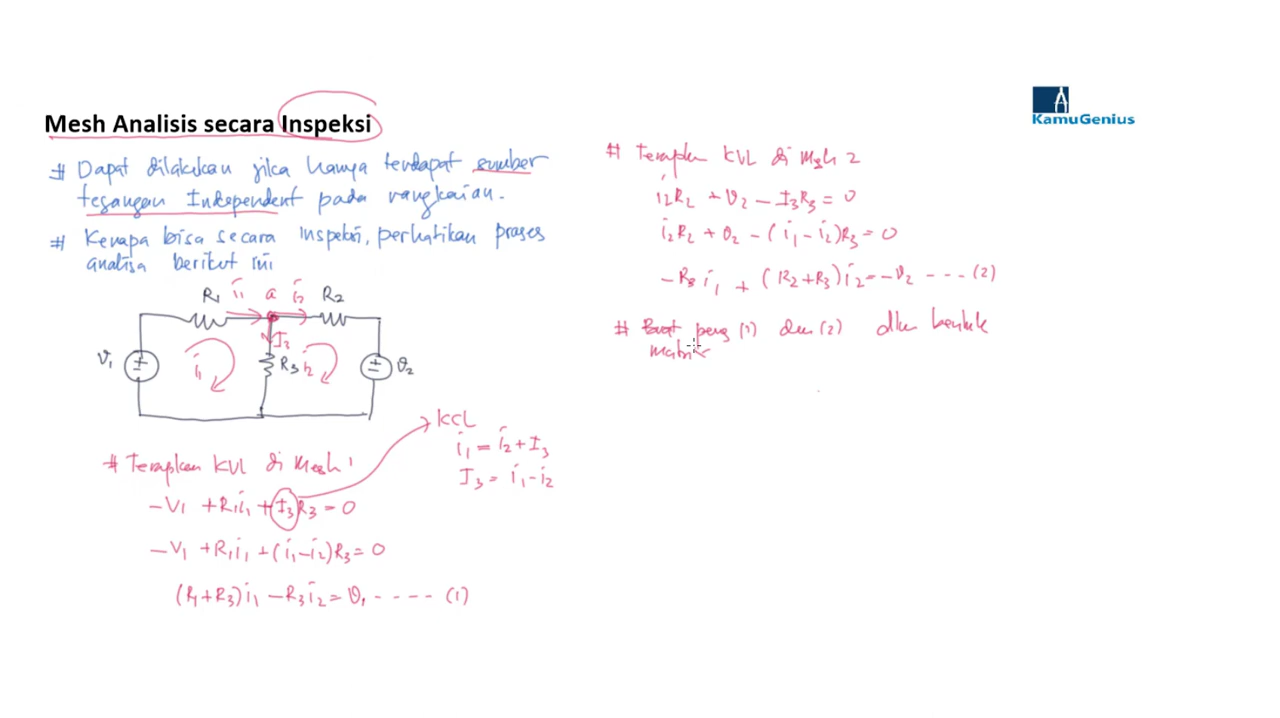 Mesh Analisis secara Inspeksi
# Dapat dilakukan jika hanya terdapat sumber
tegangan Independent pada rangkaian.
# Kenapa bisa secara inspeksi, perhatikan proses
analisa berikut ini
R1 i1 a i2 R2
I3
V1 i1 R3 i2 V2
KCL
i1 = i2 + I3
I3 = i1 - i2
# Terapkan KVL di Mesh 1
-V1 + R1i1 + I3R3 = 0
-V1 + R1i1 + (i1-i2)R3 = 0
(R1+R3)i1 - R3i2 = V1 ---- (1)
KamuGenius
# Terapkan KVL di Mesh 2
i2R2 + V2 - I3R3 = 0
i2R2 + V2 - (i1-i2)R3 = 0
-R3 i1 + (R2+R3)i2 = -V2 ---- (2)
# Buat pers (1) dan (2) dlm bentuk
matriks